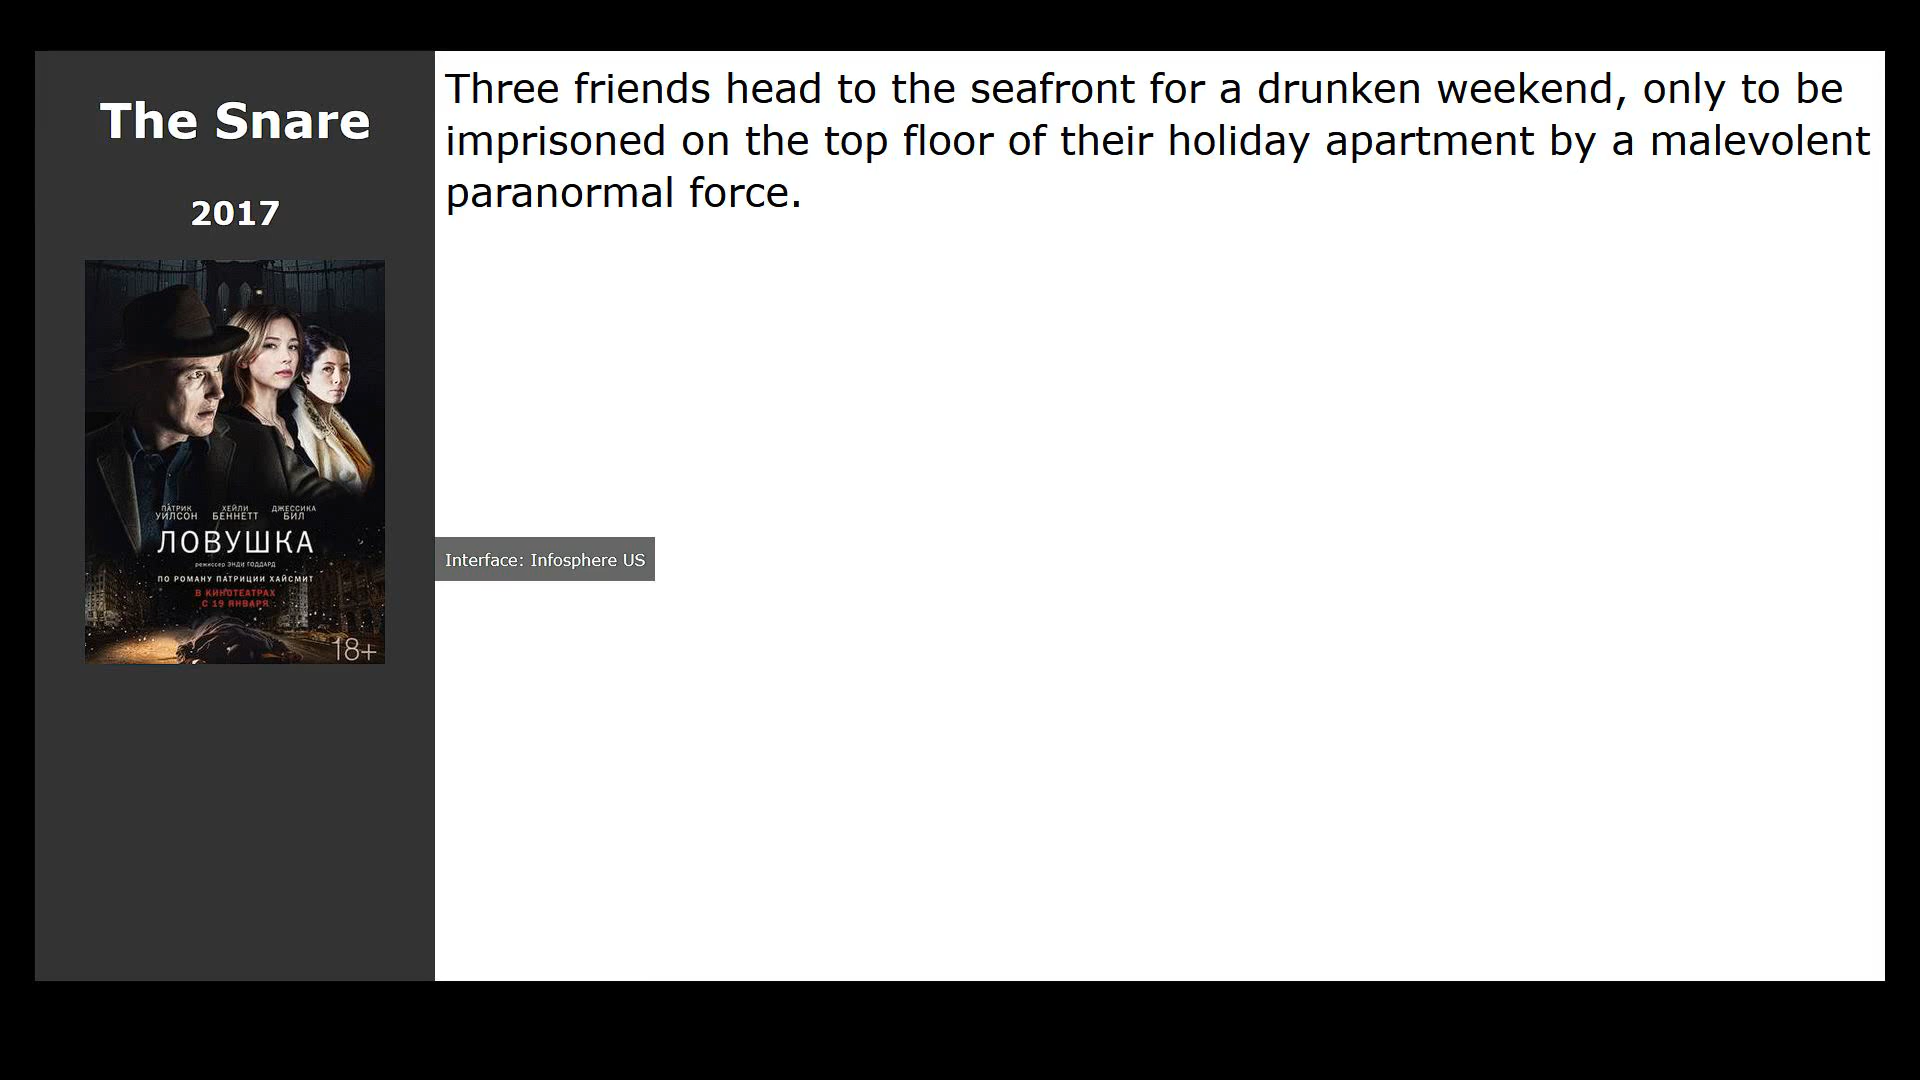 The Snare
2017
ПАТРИК УИЛСОН
ХЕЙЛИ БЕННЕТТ
ДЖЕССИКА БИЛ
ЛОВУШКА
режиссер ЭНДИ ГОДДАРД
ПО РОМАНУ ПАТРИЦИИ ХАЙСМИТ
В КИНОТЕАТРАХ
С 19 ЯНВАРЯ
18+
Three friends head to the seafront for a drunken weekend, only to be
imprisoned on the top floor of their holiday apartment by a malevolent
paranormal force.
Interface: Infosphere US